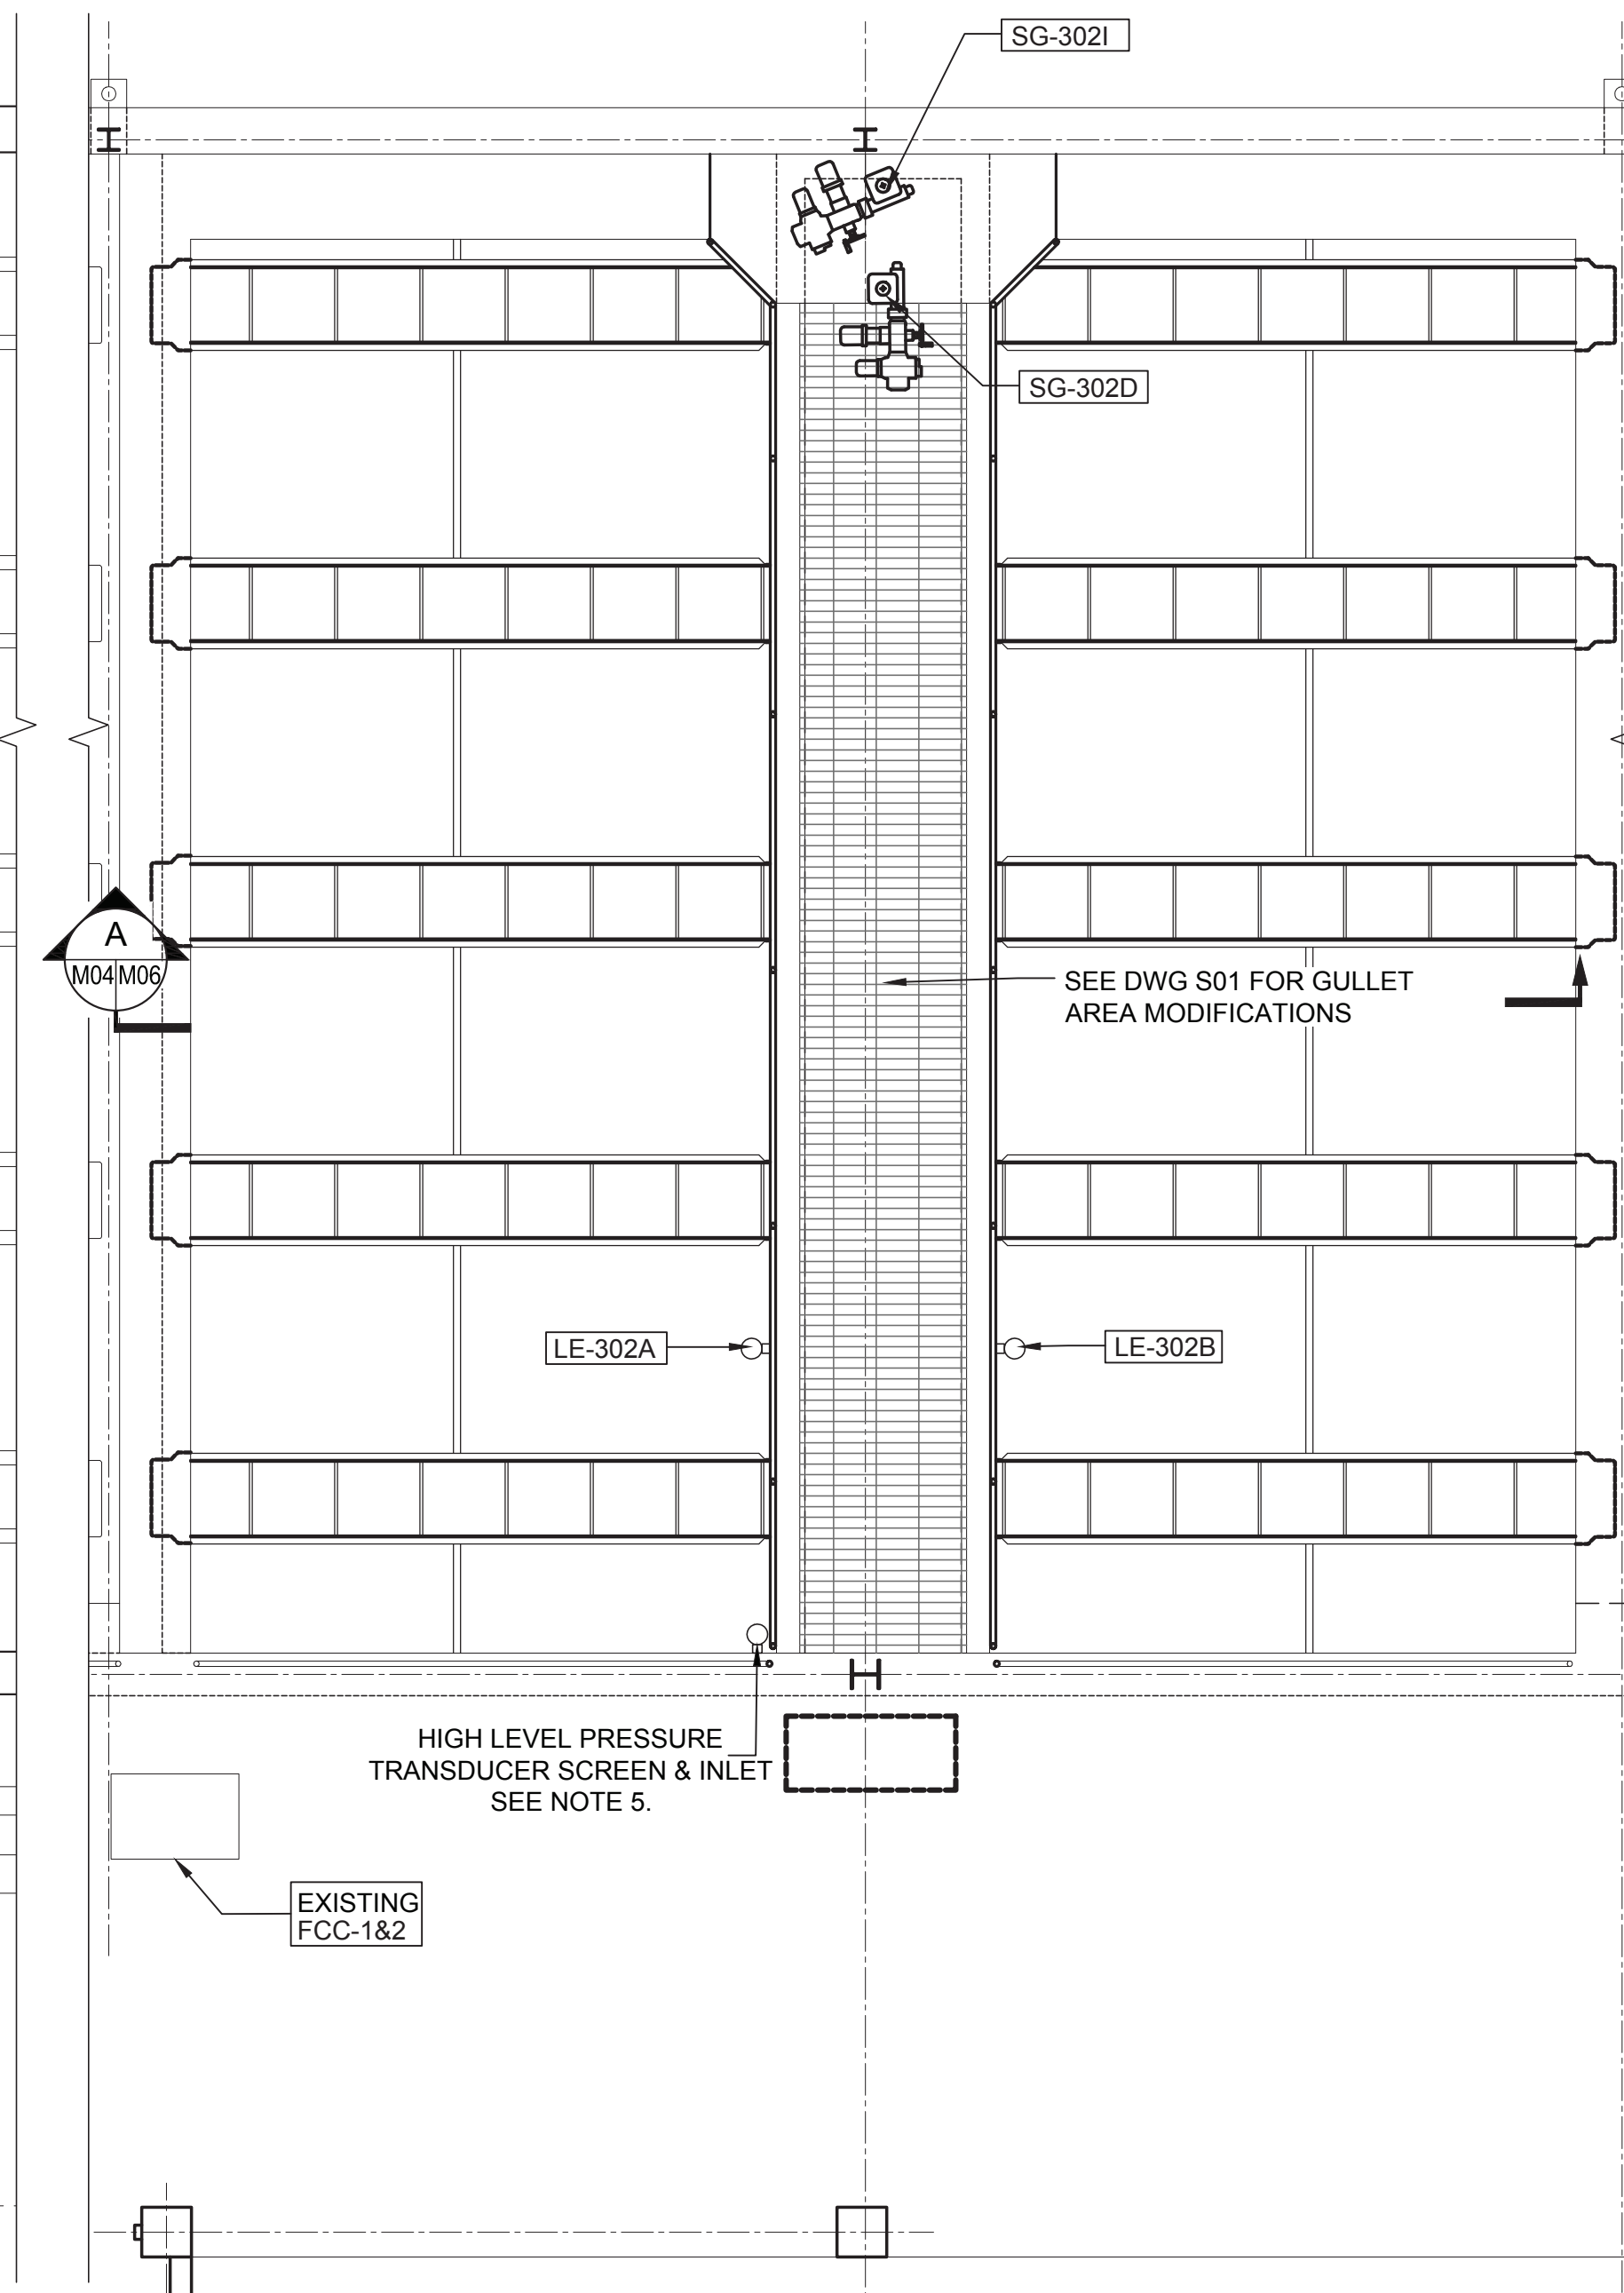 SG-302I
SG-302D
A
M04 M06
SEE DWG S01 FOR GULLET
AREA MODIFICATIONS
LE-302A
LE-302B
HIGH LEVEL PRESSURE
TRANSDUCER SCREEN & INLET
SEE NOTE 5.
EXISTING
FCC-1&2